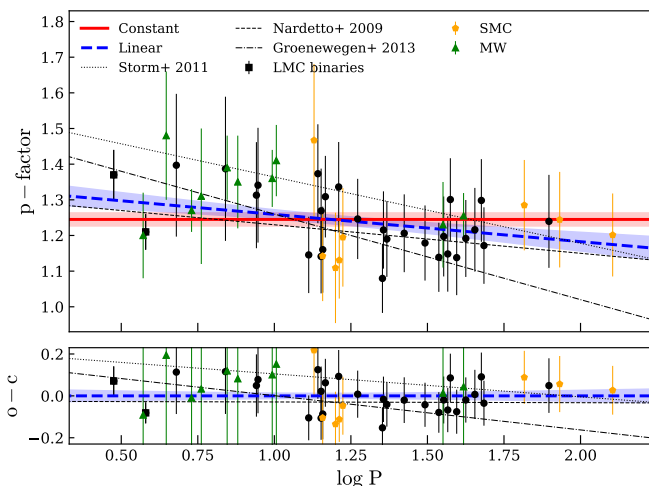 Constant
Linear
Storm+ 2011
Nardetto+ 2009
Groenewegen+ 2013
LMC binaries
SMC
MW
1.8
1.7
1.6
1.5
1.4
1.3
1.2
1.1
1.0
p − factor
0.2
0.0
−0.2
o − c
0.50 0.75 1.00 1.25 1.50 1.75 2.00
log P